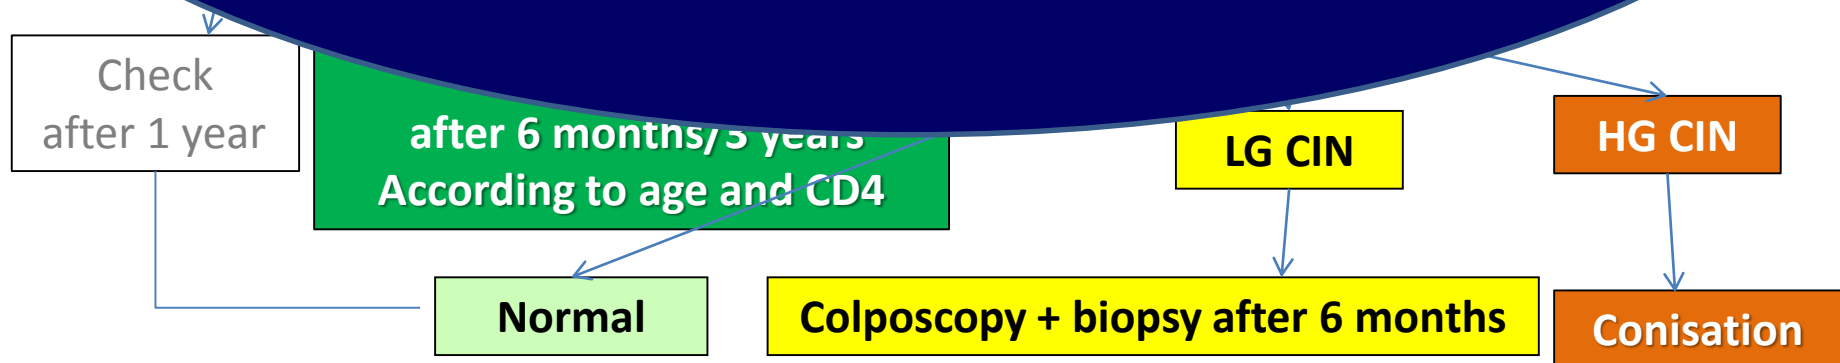 Check
after 1 year
after 6 months/3 years
According to age and CD4
LG CIN
HG CIN
Normal
Colposcopy + biopsy after 6 months
Conisation